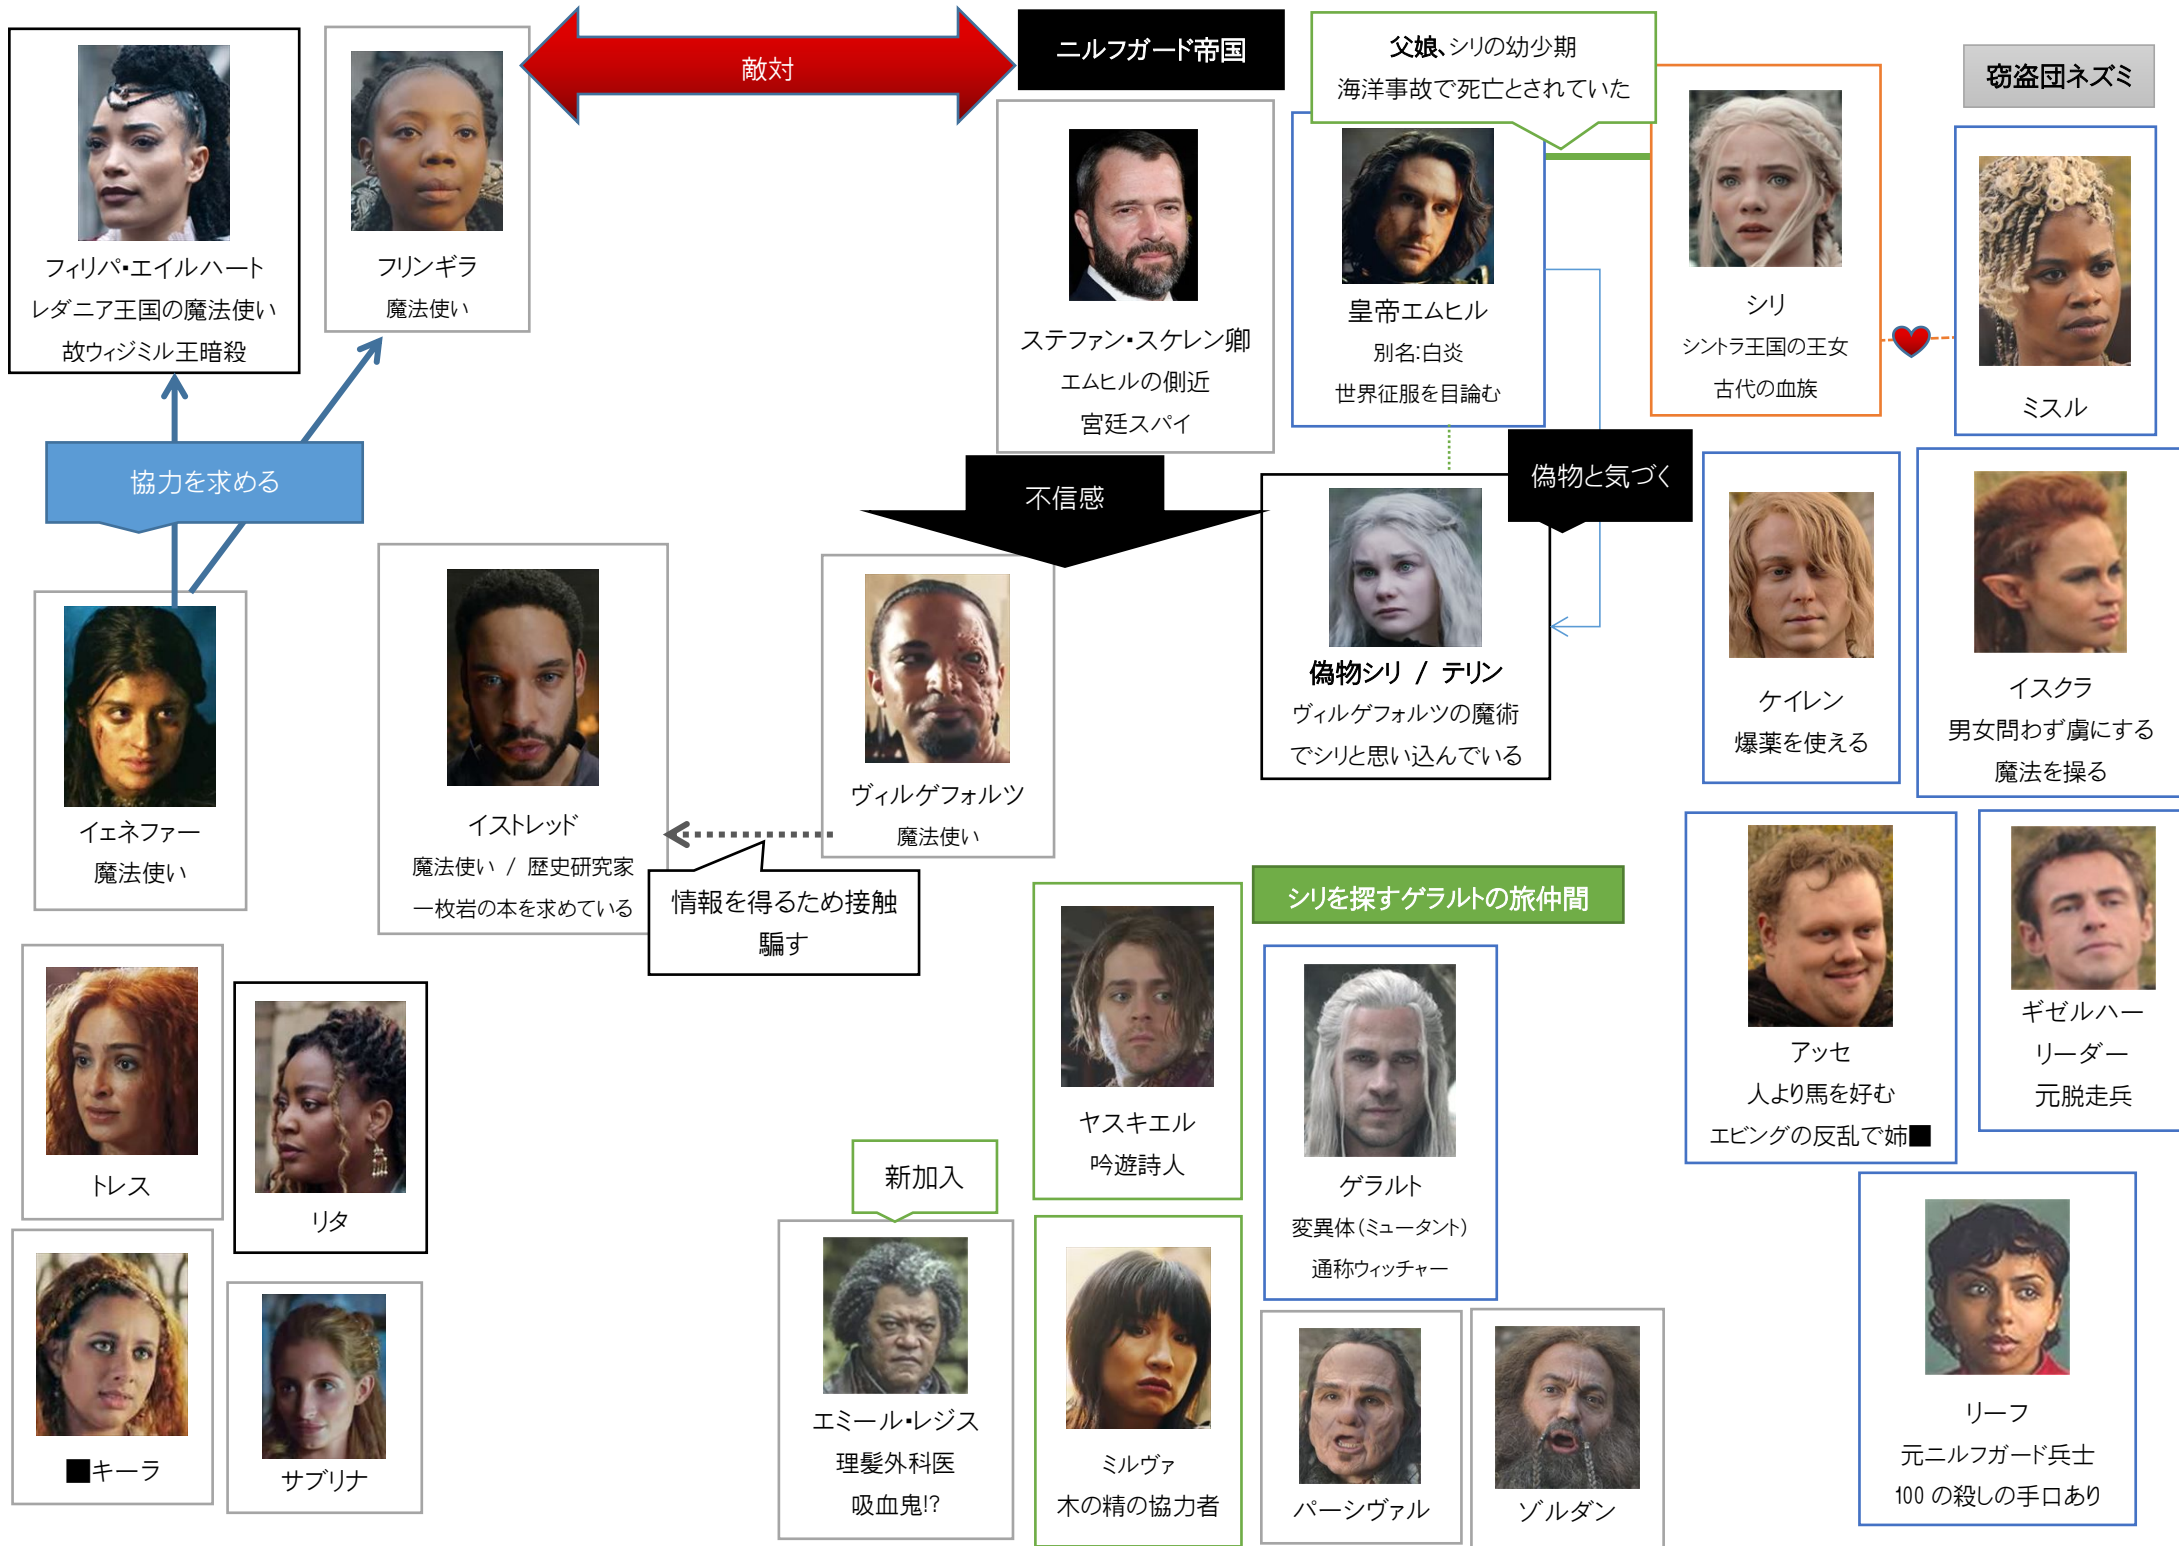 敵対
ニルフガード帝国
父娘、シリの幼少期
海洋事故で死亡とされていた
窃盗団ネズミ
フィリパ・エイルハート
レダニア王国の魔法使い
故ウィジミル王暗殺
フリンギラ
魔法使い
ステファン・スケレン卿
エムヒルの側近
宮廷スパイ
皇帝エムヒル
別名:白炎
世界征服を目論む
シリ
シントラ王国の王女
古代の血族
ミスル
協力を求める
不信感
偽物と気づく
イェネファー
魔法使い
イストレッド
魔法使い / 歴史研究家
一枚岩の本を求めている
ヴィルゲフォルツ
魔法使い
情報を得るため接触
騙す
偽物シリ / テリン
ヴィルゲフォルツの魔術
でシリと思い込んでいる
ケイレン
爆薬を使える
イスクラ
男女問わず虜にする
魔法を操る
シリを探すゲラルトの旅仲間
アッセ
人より馬を好む
エビングの反乱で姉■
ギゼルハー
リーダー
元脱走兵
トレス
リタ
■キーラ
サブリナ
ヤスキエル
吟遊詩人
新加入
ゲラルト
変異体(ミュータント)
通称ウィッチャー
エミール・レジス
理髪外科医
吸血鬼!?
ミルヴァ
木の精の協力者
パーシヴァル
ゾルダン
リーフ
元ニルフガード兵士
100 の殺しの手口あり